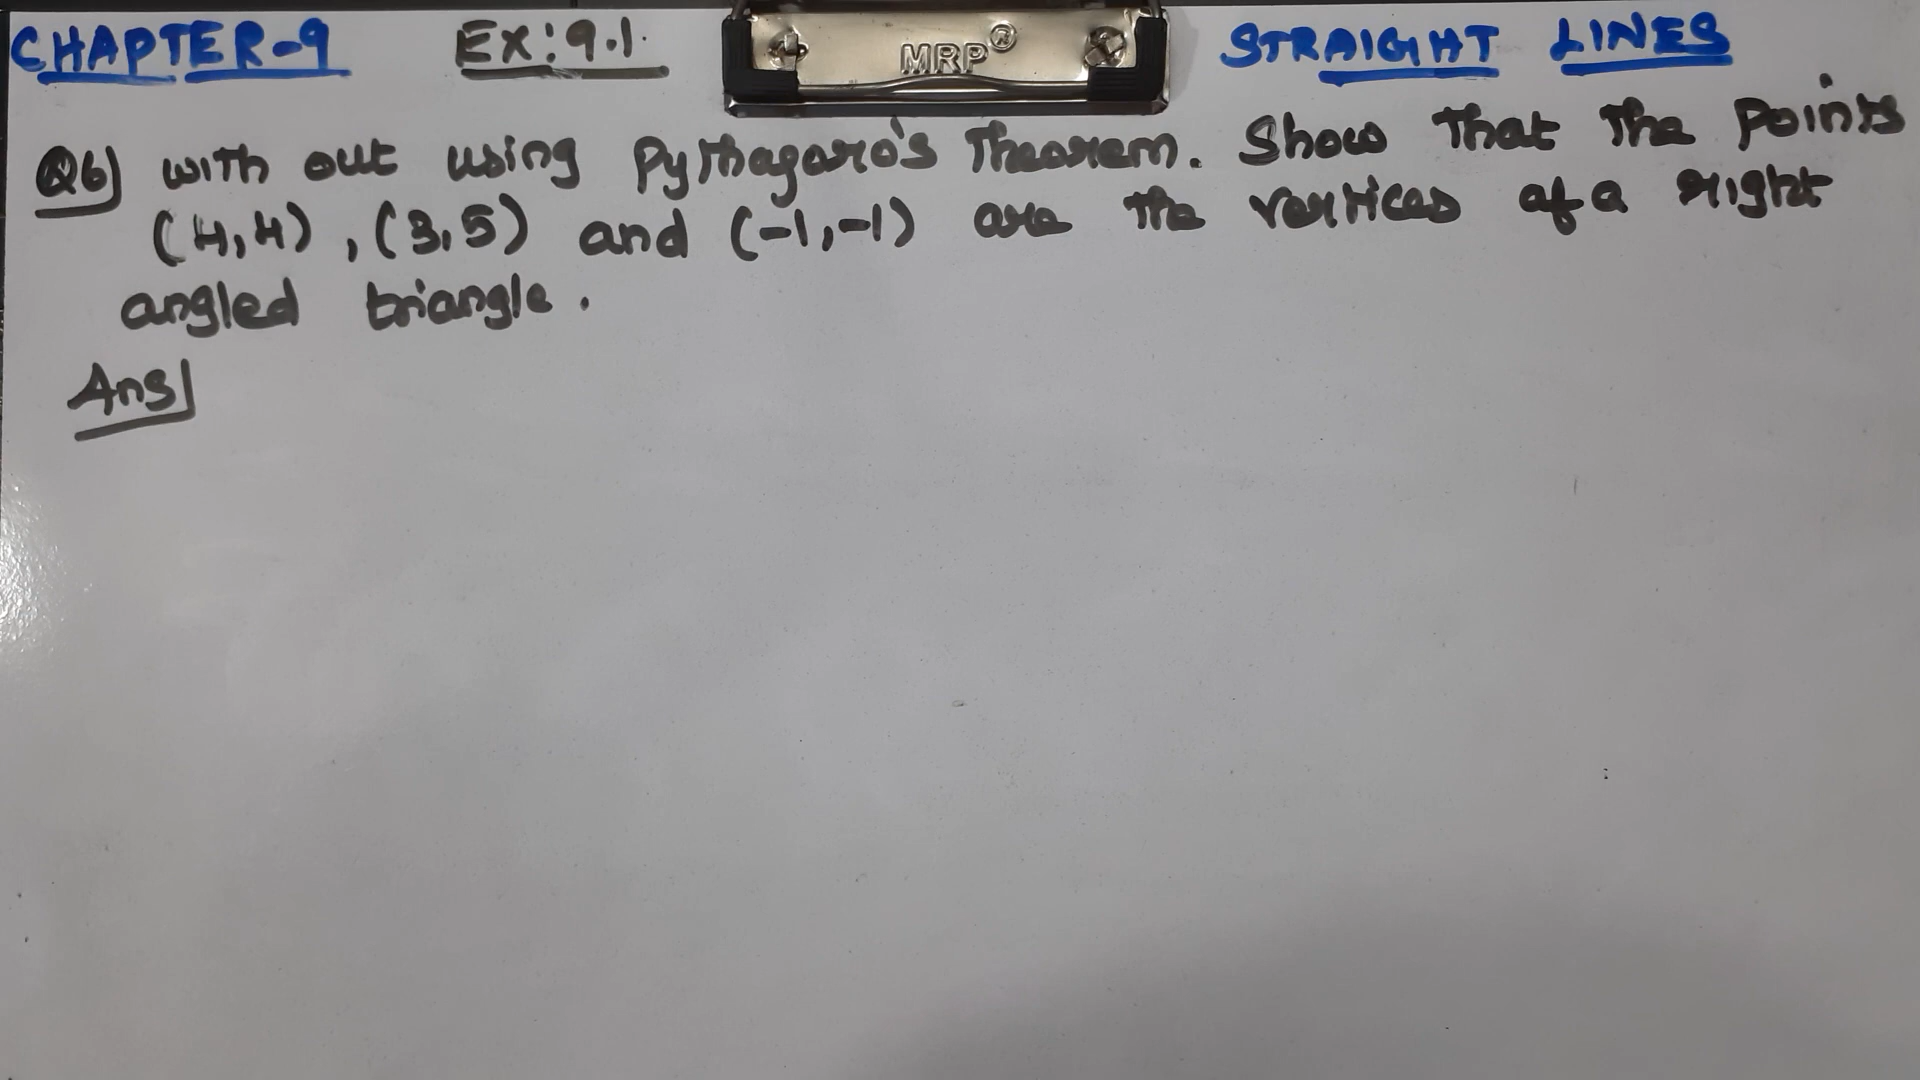 CHAPTER-9 EX:9.1. MRP® STRAIGHT LINES
Q6) with out using Pythagoro's Theorem. Show that the points
(4,4), (3,5) and (-1,-1) are the vertices of a right
angled triangle.
Ans]